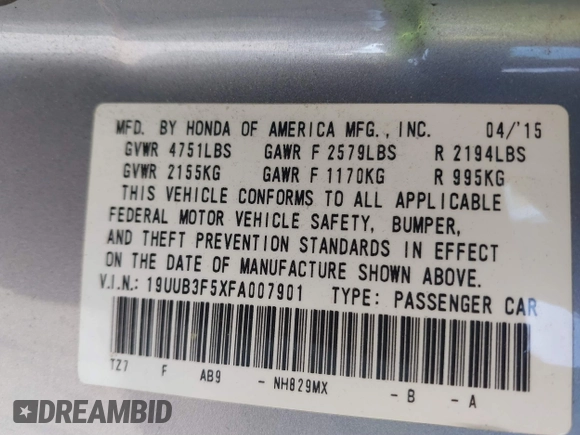 MFD. BY HONDA OF AMERICA MFG., INC. 04/'15
GVWR 4751LBS GAWR F 2579LBS R 2194LBS
GVWR 2155KG GAWR F 1170KG R 995KG
THIS VEHICLE CONFORMS TO ALL APPLICABLE
FEDERAL MOTOR VEHICLE SAFETY, BUMPER,
AND THEFT PREVENTION STANDARDS IN EFFECT
ON THE DATE OF MANUFACTURE SHOWN ABOVE.
V.I.N.: 19UUB3F5XFA007901 TYPE: PASSENGER CAR
TZ7 F AB9 - NH829MX - B - A
DREAMBID